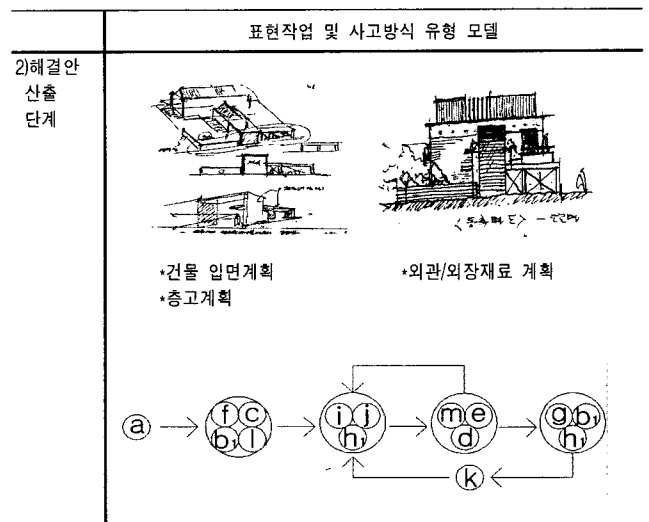 표현작업 및 사고방식 유형 모델
2)해결안
산출
단계
*건물 입면계획
*층고계획
*외관/외장재료 계획
a
f c
b₁ l
i j
h₁
m e
d
g b₁
h₁
k